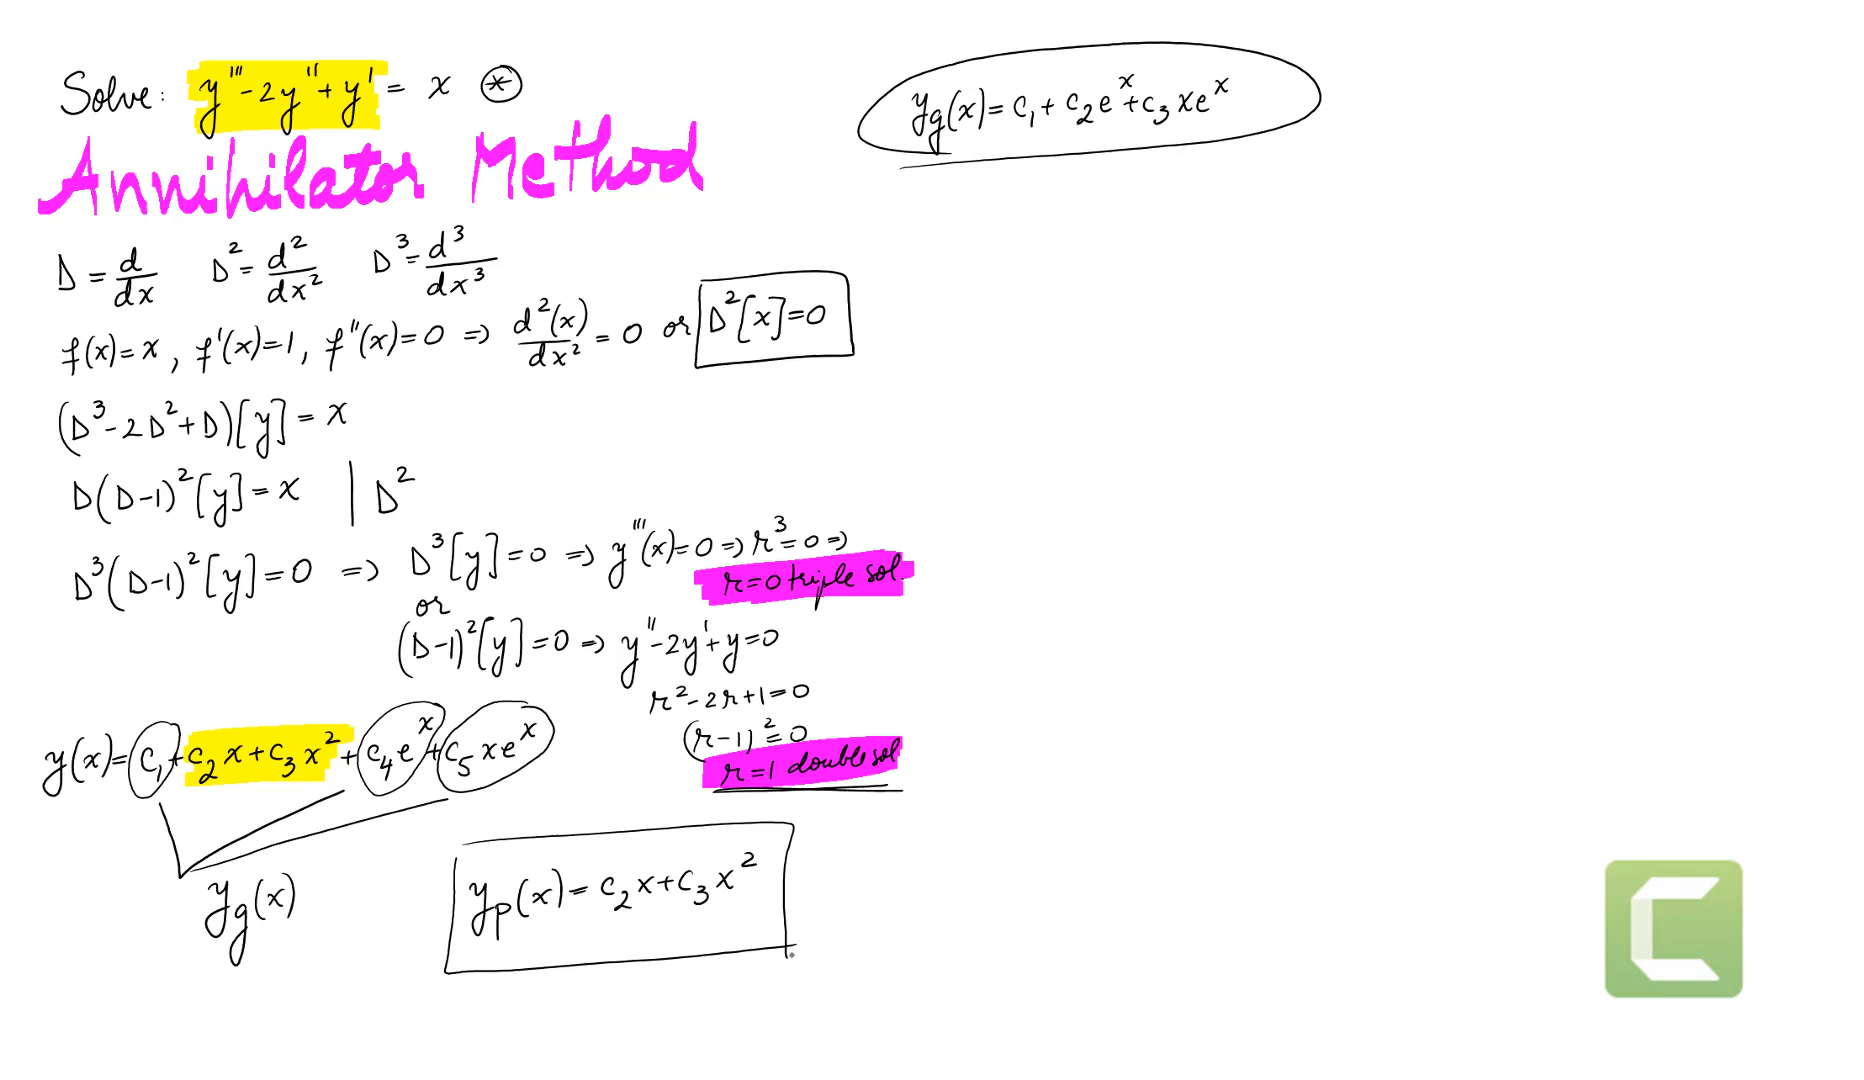 Solve: y''' - 2y'' + y' = x ⊛
y_g(x) = c₁ + c₂e^x + c₃xe^x
Annihilator Method
D = d/dx   D² = d²/dx²   D³ = d³/dx³
f(x) = x, f'(x) = 1, f''(x) = 0 ⇒ d²(x)/dx² = 0 or D²[x] = 0
(D³ - 2D² + D)[y] = x
D(D-1)²[y] = x | D²
D³(D-1)²[y] = 0 ⇒ D³[y] = 0 ⇒ y'''(x) = 0 ⇒ r³ = 0 ⇒
r = 0 triple sol.
or
(D-1)²[y] = 0 ⇒ y'' - 2y' + y = 0
r² - 2r + 1 = 0
(r-1)² = 0
r = 1 double sol
y(x) = c₁ + c₂x + c₃x² + c₄e^x + c₅xe^x
y_g(x)
y_p(x) = c₂x + c₃x²